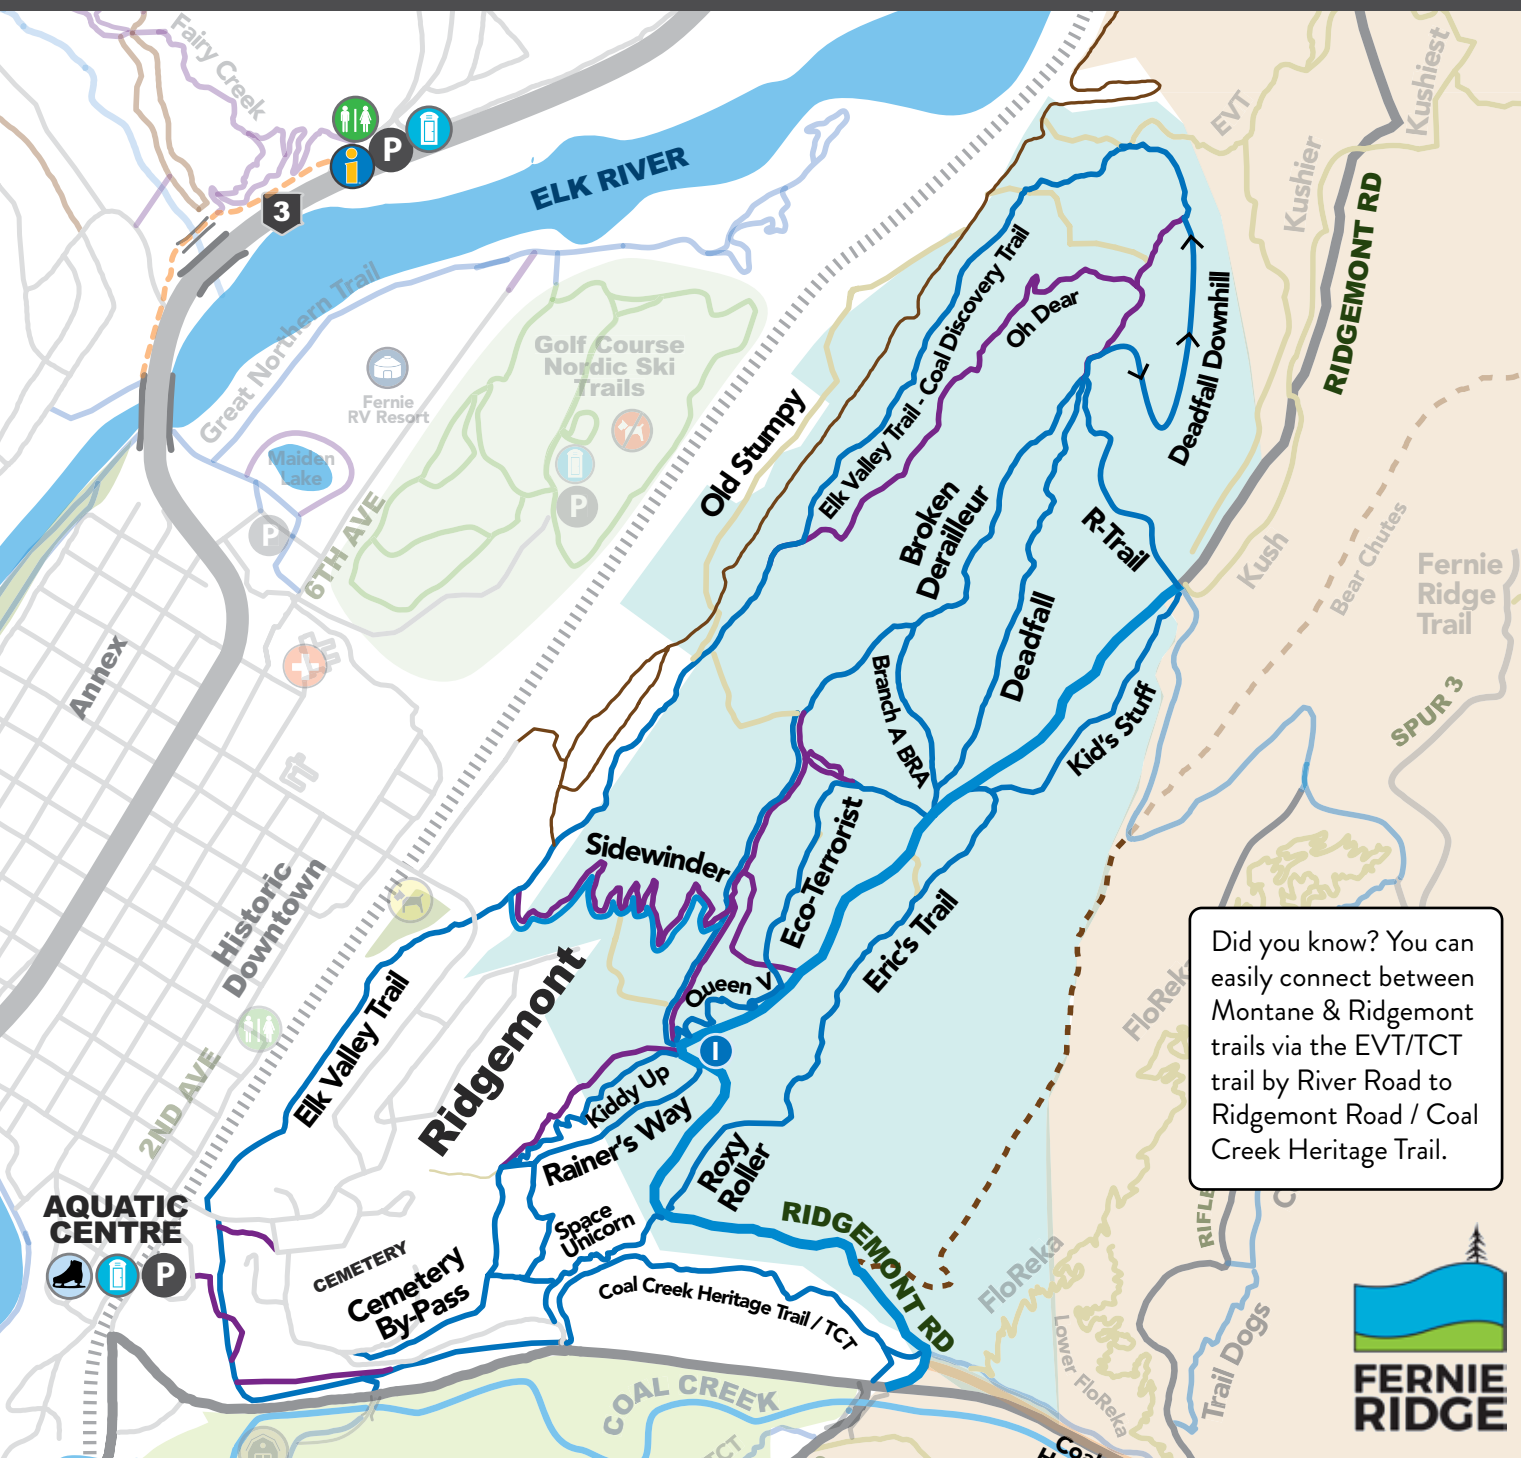 Fairy Creek
P
3
ELK RIVER
EVT
Kushiest
Kushier
RIDGEMONT RD
Great Northern Trail
Golf Course
Nordic Ski
Trails
Fernie
RV Resort
Maiden
Lake
P
P
6TH AVE
Elk Valley Trail - Coal Discovery Trail
Oh Dear
Deadfall Downhill
Old Stumpy
Broken
Derailleur
R-Trail
Kush
Bear Chutes
Fernie
Ridge
Trail
Annex
Deadfall
Branch A BRA
Kid's Stuff
SPUR 3
Sidewinder
Eco-Terrorist
Historic
Downtown
Eric's Trail
Elk Valley Trail
Ridgemont
Queen V
2ND AVE
Kiddy Up
Rainer's Way
Roxy
Roller
Space
Unicorn
RIDGEMONT RD
FloReka
Did you know? You can
easily connect between
Montane & Ridgemont
trails via the EVT/TCT
trail by River Road to
Ridgemont Road / Coal
Creek Heritage Trail.
AQUATIC
CENTRE
P
CEMETERY
Cemetery
By-Pass
Coal Creek Heritage Trail / TCT
FloReka
Lower FloReka
RIFLE
Trail Dogs
COAL CREEK
TCT
Coal
FERNIE
RIDGE